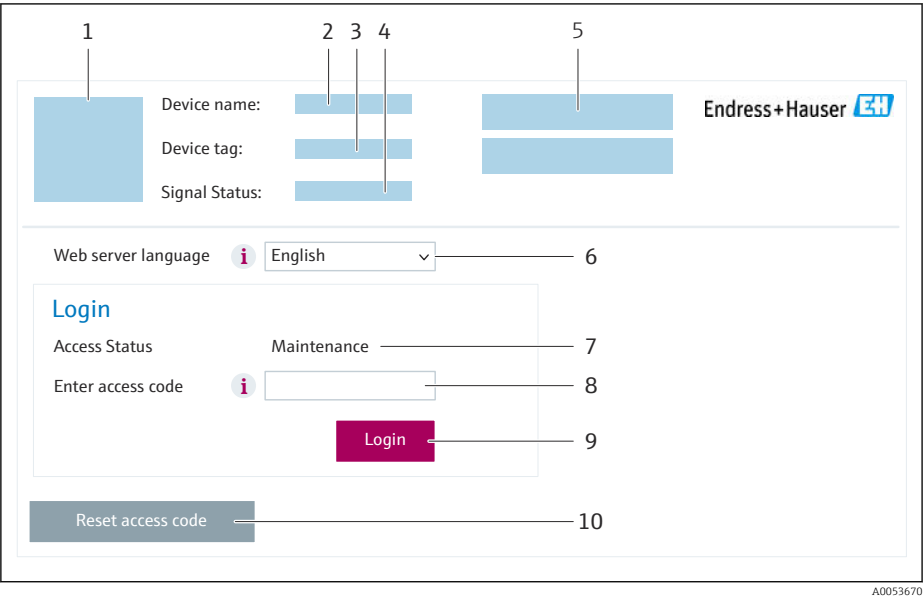 1 2 3 4 5
Device name:
Endress+Hauser EH
Device tag:
Signal Status:
Web server language i English 6
Login
Access Status Maintenance 7
Enter access code i 8
Login 9
Reset access code 10
A0053670